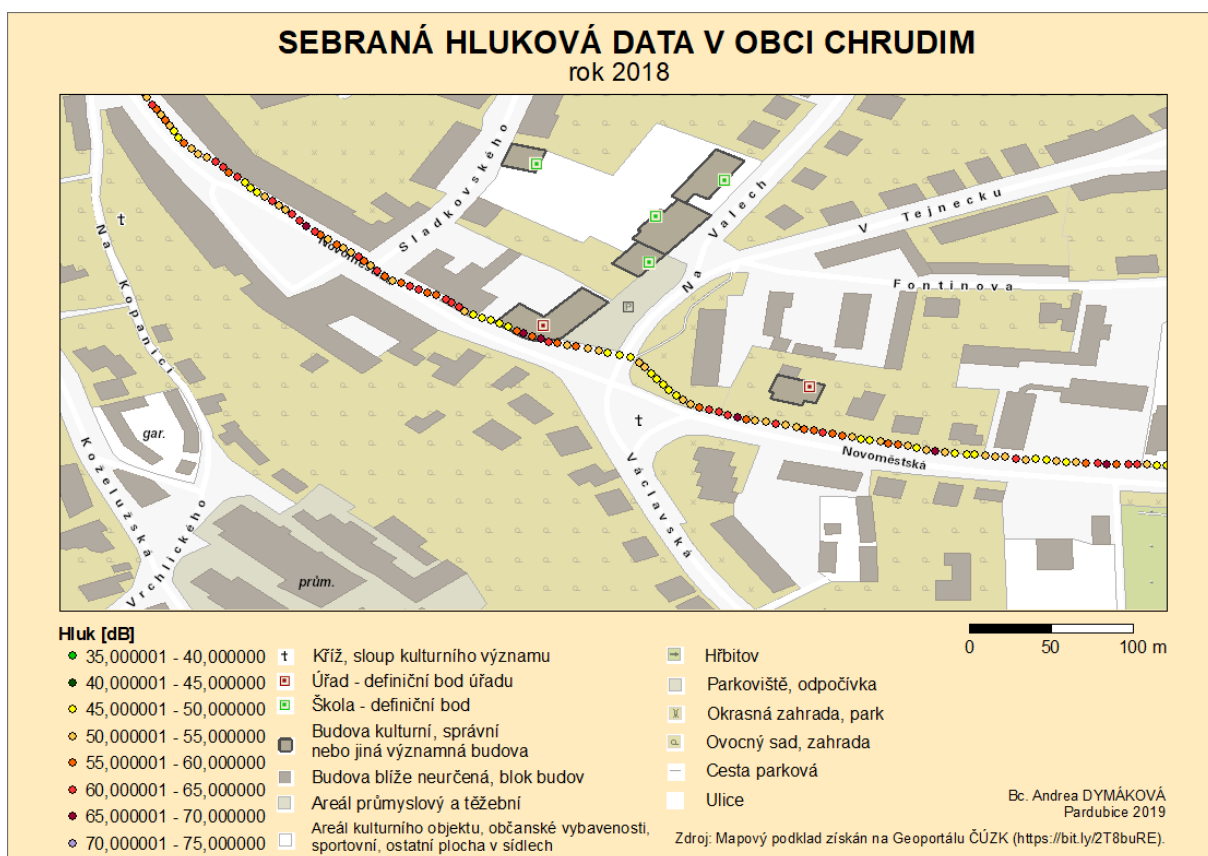 SEBRANÁ HLUKOVÁ DATA V OBCI CHRUDIM
rok 2018
Sladkovského
Na Kopanici
Novoměstská
Na Valech
V Tejnecku
Fontinova
P
gar.
Koželužská
Vrchlického
prům.
Václavská
Novoměstská
Hluk [dB]
35,000001 - 40,000000
40,000001 - 45,000000
45,000001 - 50,000000
50,000001 - 55,000000
55,000001 - 60,000000
60,000001 - 65,000000
65,000001 - 70,000000
70,000001 - 75,000000
Kříž, sloup kulturního významu
Úřad - definiční bod úřadu
Škola - definiční bod
Budova kulturní, správní
nebo jiná významná budova
Budova blíže neurčená, blok budov
Areál průmyslový a těžební
Areál kulturního objektu, občanské vybavenosti,
sportovní, ostatní plocha v sídlech
Hřbitov
Parkoviště, odpočívka
Okrasná zahrada, park
Ovocný sad, zahrada
Cesta parková
Ulice
0 50 100 m
Bc. Andrea DYMÁKOVÁ
Pardubice 2019
Zdroj: Mapový podklad získán na Geoportálu ČÚZK (https://bit.ly/2T8buRE).